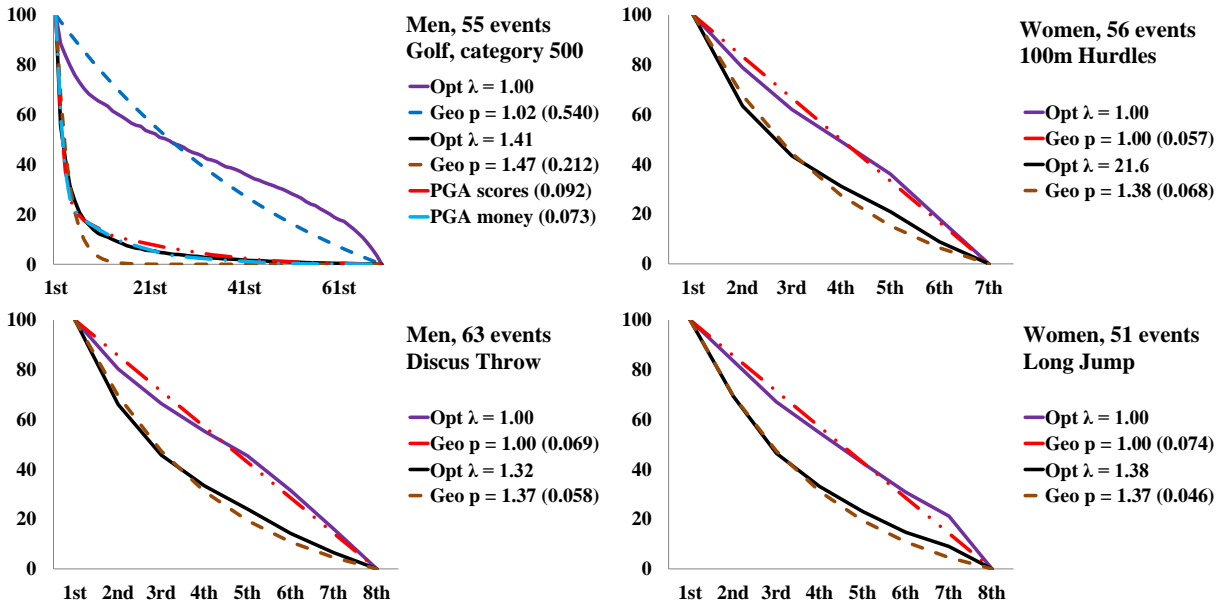 100
80
60
40
20
0
1st 21st 41st 61st
Men, 55 events
Golf, category 500
Opt λ = 1.00
Geo p = 1.02 (0.540)
Opt λ = 1.41
Geo p = 1.47 (0.212)
PGA scores (0.092)
PGA money (0.073)
100
80
60
40
20
0
1st 2nd 3rd 4th 5th 6th 7th
Women, 56 events
100m Hurdles
Opt λ = 1.00
Geo p = 1.00 (0.057)
Opt λ = 21.6
Geo p = 1.38 (0.068)
100
80
60
40
20
0
1st 2nd 3rd 4th 5th 6th 7th 8th
Men, 63 events
Discus Throw
Opt λ = 1.00
Geo p = 1.00 (0.069)
Opt λ = 1.32
Geo p = 1.37 (0.058)
100
80
60
40
20
0
1st 2nd 3rd 4th 5th 6th 7th 8th
Women, 51 events
Long Jump
Opt λ = 1.00
Geo p = 1.00 (0.074)
Opt λ = 1.38
Geo p = 1.37 (0.046)